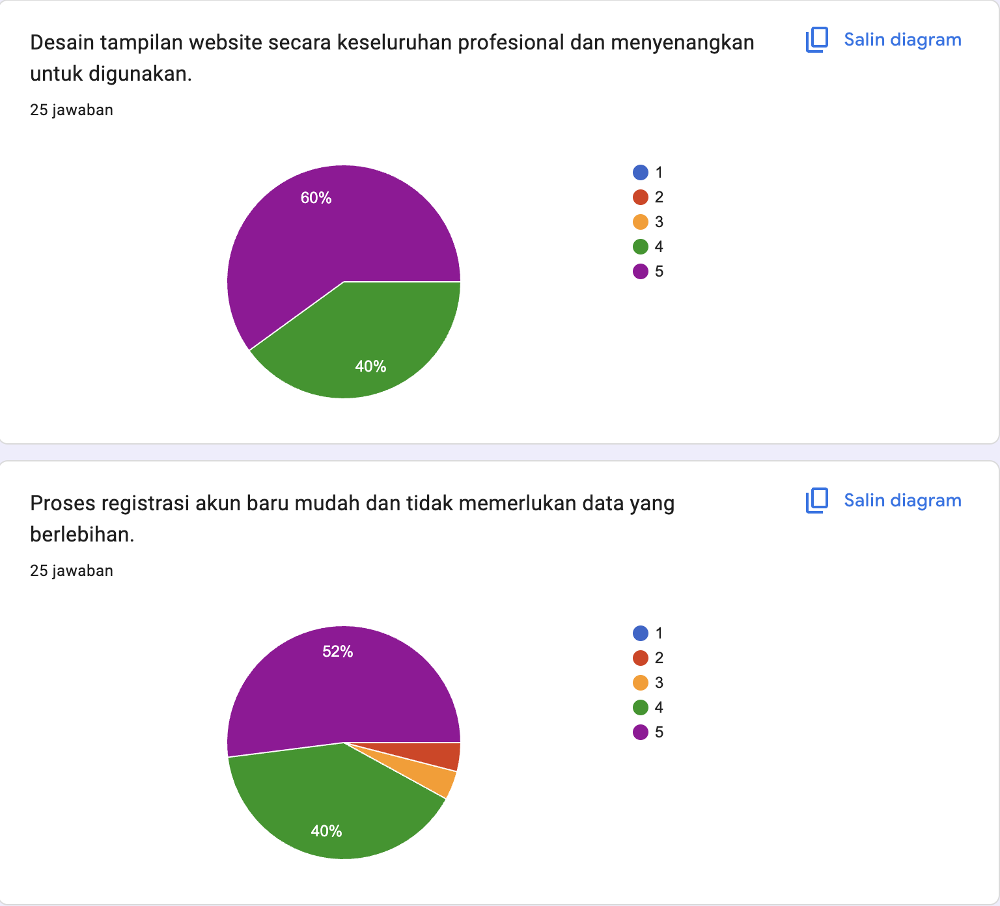 Desain tampilan website secara keseluruhan profesional dan menyenangkan
untuk digunakan.
Salin diagram
25 jawaban
60%
40%
1
2
3
4
5
Proses registrasi akun baru mudah dan tidak memerlukan data yang
berlebihan.
Salin diagram
25 jawaban
52%
40%
1
2
3
4
5